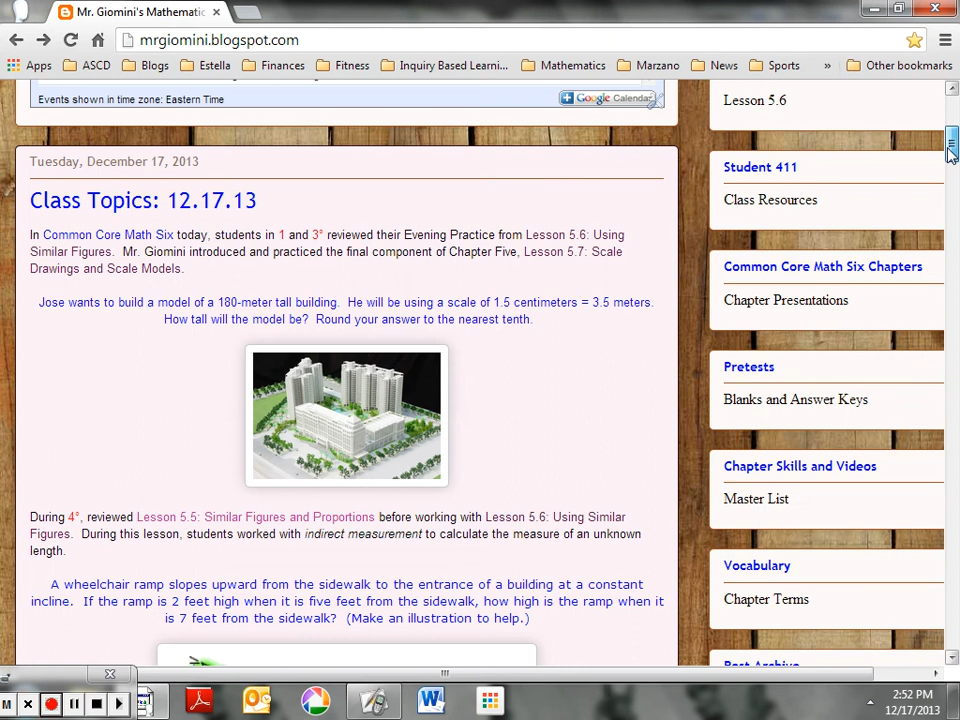 Mr. Giomini's Mathematic
mrgiomini.blogspot.com
Apps ASCD Blogs Estella Finances Fitness Inquiry Based Learni... Mathematics Marzano News Sports » Other bookmarks
Events shown in time zone: Eastern Time
Google Calendar
Lesson 5.6
Tuesday, December 17, 2013
Class Topics: 12.17.13
In Common Core Math Six today, students in 1 and 3° reviewed their Evening Practice from Lesson 5.6: Using
Similar Figures. Mr. Giomini introduced and practiced the final component of Chapter Five, Lesson 5.7: Scale
Drawings and Scale Models.
Jose wants to build a model of a 180-meter tall building. He will be using a scale of 1.5 centimeters = 3.5 meters.
How tall will the model be? Round your answer to the nearest tenth.
During 4°, reviewed Lesson 5.5: Similar Figures and Proportions before working with Lesson 5.6: Using Similar
Figures. During this lesson, students worked with indirect measurement to calculate the measure of an unknown
length.
A wheelchair ramp slopes upward from the sidewalk to the entrance of a building at a constant
incline. If the ramp is 2 feet high when it is five feet from the sidewalk, how high is the ramp when it
is 7 feet from the sidewalk? (Make an illustration to help.)
Student 411
Class Resources
Common Core Math Six Chapters
Chapter Presentations
Pretests
Blanks and Answer Keys
Chapter Skills and Videos
Master List
Vocabulary
Chapter Terms
Post Archive
M
2:52 PM
12/17/2013